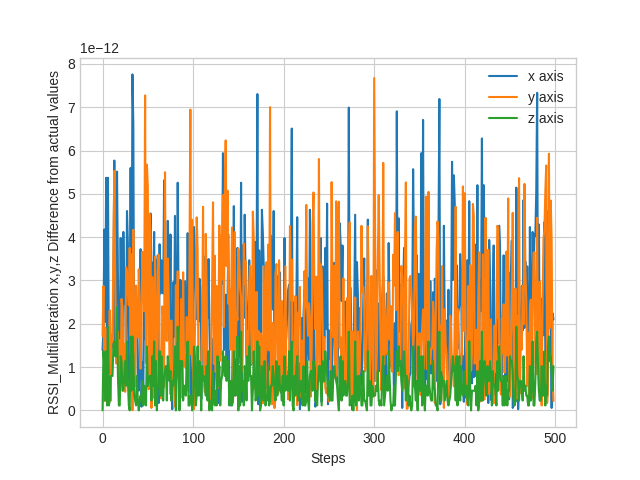 1e−12
8
7
6
5
4
3
2
1
0
RSSI_Multilateration x,y,z Difference from actual values
x axis
y axis
z axis
0 100 200 300 400 500
Steps